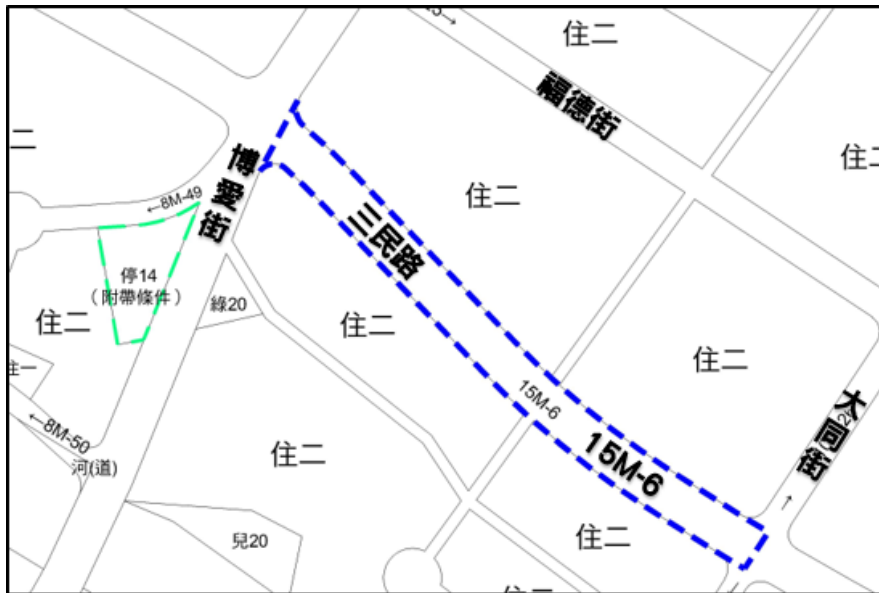 住二
福德街
二
博愛街
←8M-49
住二
三民路
停14
（附帶條件）
綠20
住二
住二
住二
住一
15M-6
大同街
←8M-50
15M-6
河(道)
住二
兒20
住二
住二